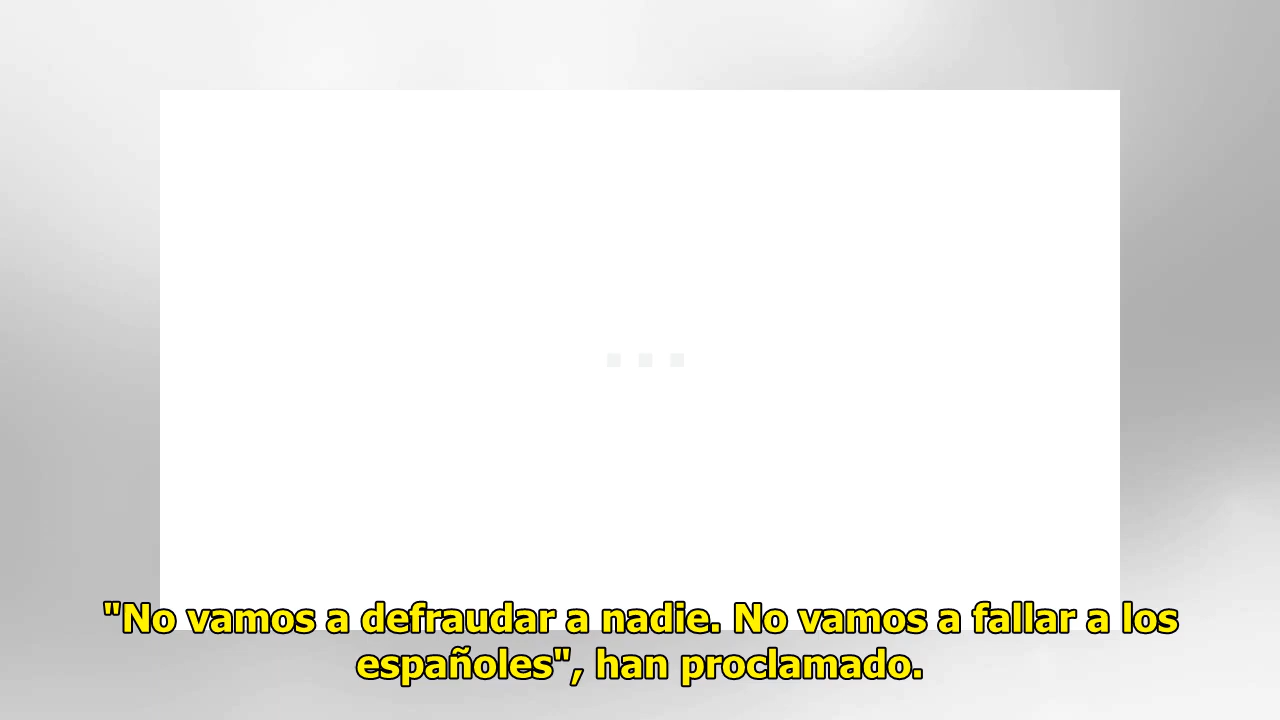 "No vamos a defraudar a nadie. No vamos a fallar a los
españoles", han proclamado.